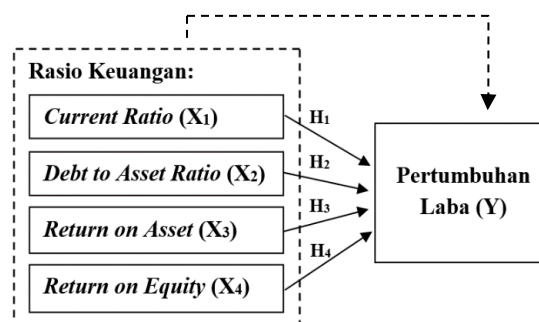 Rasio Keuangan:
Current Ratio (X₁)
Debt to Asset Ratio (X₂)
Return on Asset (X₃)
Return on Equity (X₄)
H₁
H₂
H₃
H₄
Pertumbuhan
Laba (Y)